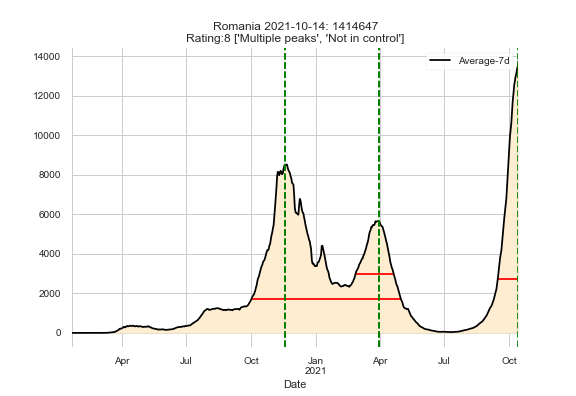 Romania 2021-10-14: 1414647
Rating:8 ['Multiple peaks', 'Not in control']
Average-7d
14000
12000
10000
8000
6000
4000
2000
0
Apr Jul Oct Jan Apr Jul Oct
2021
Date